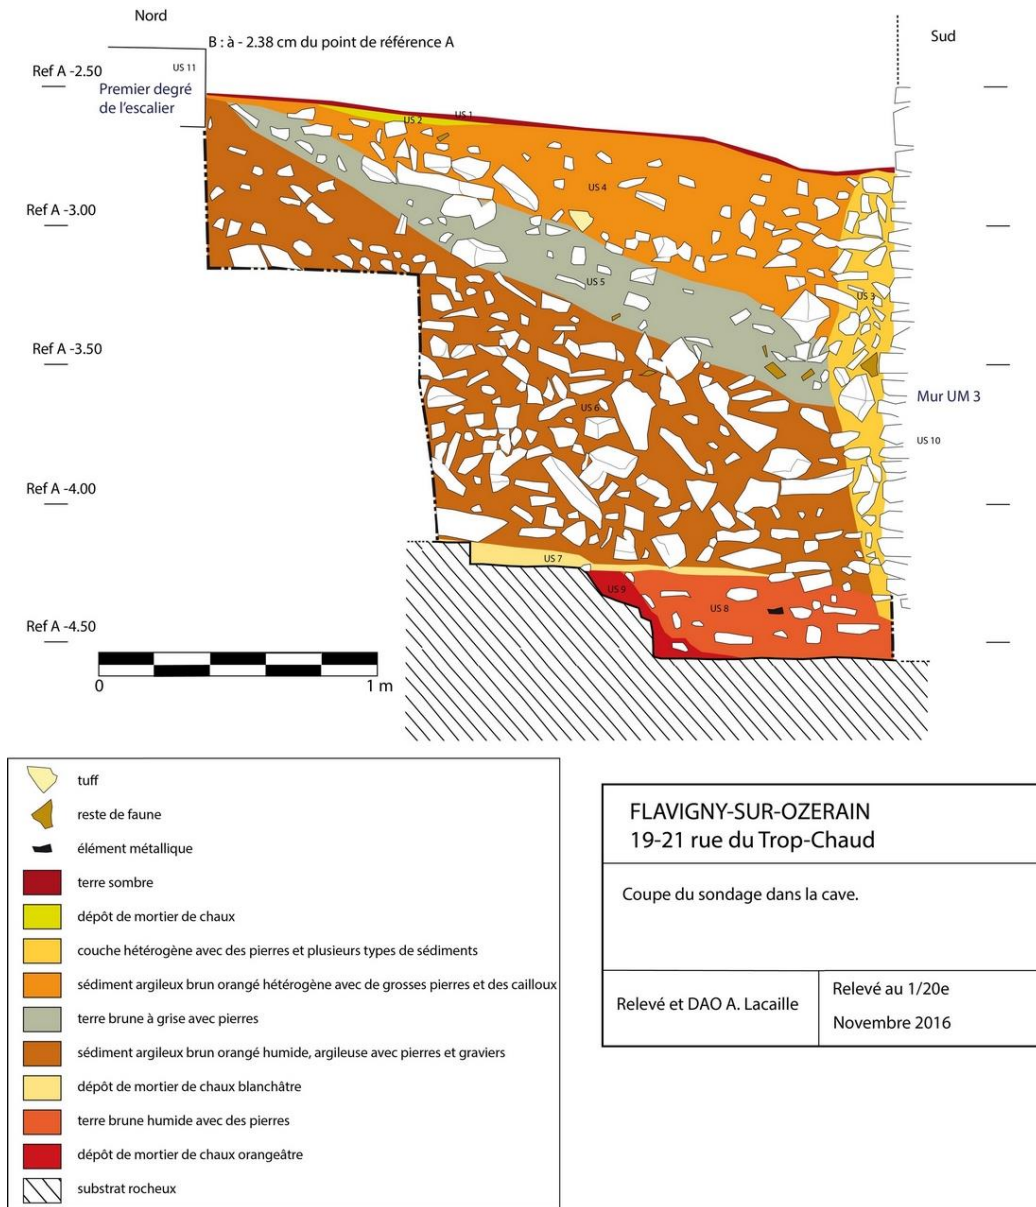 Nord
B : à - 2.38 cm du point de référence A
Sud
Ref A -2.50
US 11
Premier degré
de l'escalier
US 1
US 2
US 4
Ref A -3.00
US 5
US 3
Ref A -3.50
Mur UM 3
US 6
US 10
Ref A -4.00
US 7
US 9
US 8
Ref A -4.50
0
1 m
tuff
reste de faune
élément métallique
terre sombre
dépôt de mortier de chaux
couche hétérogène avec des pierres et plusieurs types de sédiments
sédiment argileux brun orangé hétérogène avec de grosses pierres et des cailloux
terre brune à grise avec pierres
sédiment argileux brun orangé humide, argileuse avec pierres et graviers
dépôt de mortier de chaux blanchâtre
terre brune humide avec des pierres
dépôt de mortier de chaux orangeâtre
substrat rocheux
FLAVIGNY-SUR-OZERAIN
19-21 rue du Trop-Chaud
Coupe du sondage dans la cave.
Relevé et DAO A. Lacaille
Relevé au 1/20e
Novembre 2016